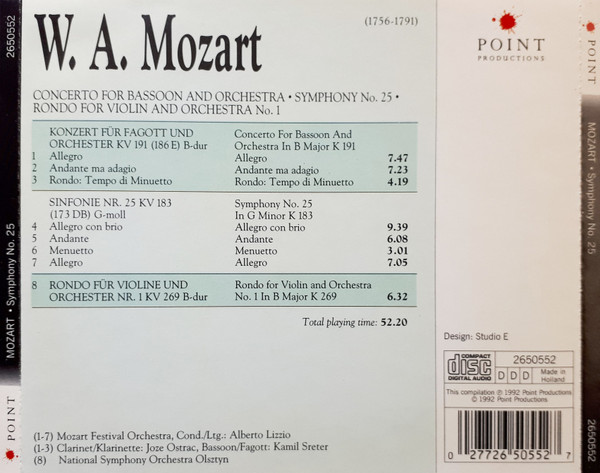 2650552
MOZART • Symphony No. 25
POINT
W. A. Mozart
(1756-1791)
CONCERTO FOR BASSOON AND ORCHESTRA • SYMPHONY No. 25 •
RONDO FOR VIOLIN AND ORCHESTRA No. 1
KONZERT FÜR FAGOTT UND Concerto For Bassoon And
ORCHESTER KV 191 (186 E) B-dur Orchestra In B Major K 191
1 Allegro Allegro 7.47
2 Andante ma adagio Andante ma adagio 7.23
3 Rondo: Tempo di Minuetto Rondo: Tempo di Minuetto 4.19
SINFONIE NR. 25 KV 183 Symphony No. 25
(173 DB) G-moll In G Minor K 183
4 Allegro con brio Allegro con brio 9.39
5 Andante Andante 6.08
6 Menuetto Menuetto 3.01
7 Allegro Allegro 7.05
8 RONDO FÜR VIOLINE UND Rondo for Violin and Orchestra
ORCHESTER NR. 1 KV 269 B-dur No. 1 In B Major K 269 6.32
Total playing time: 52.20
(1-7) Mozart Festival Orchestra, Cond./Ltg.: Alberto Lizzio
(1-3) Clarinet/Klarinette: Joze Ostrac, Bassoon/Fagott: Kamil Sreter
(8) National Symphony Orchestra Olsztyn
POINT
PRODUCTIONS
Design: Studio E
COMPACT
disc
DIGITAL AUDIO
2650552
D D D
Made in
Holland
This compilation ℗ 1992 Point Productions
© 1992 Point Productions
0 27726 50552 7
POINT
MOZART • Symphony No. 25
2650552